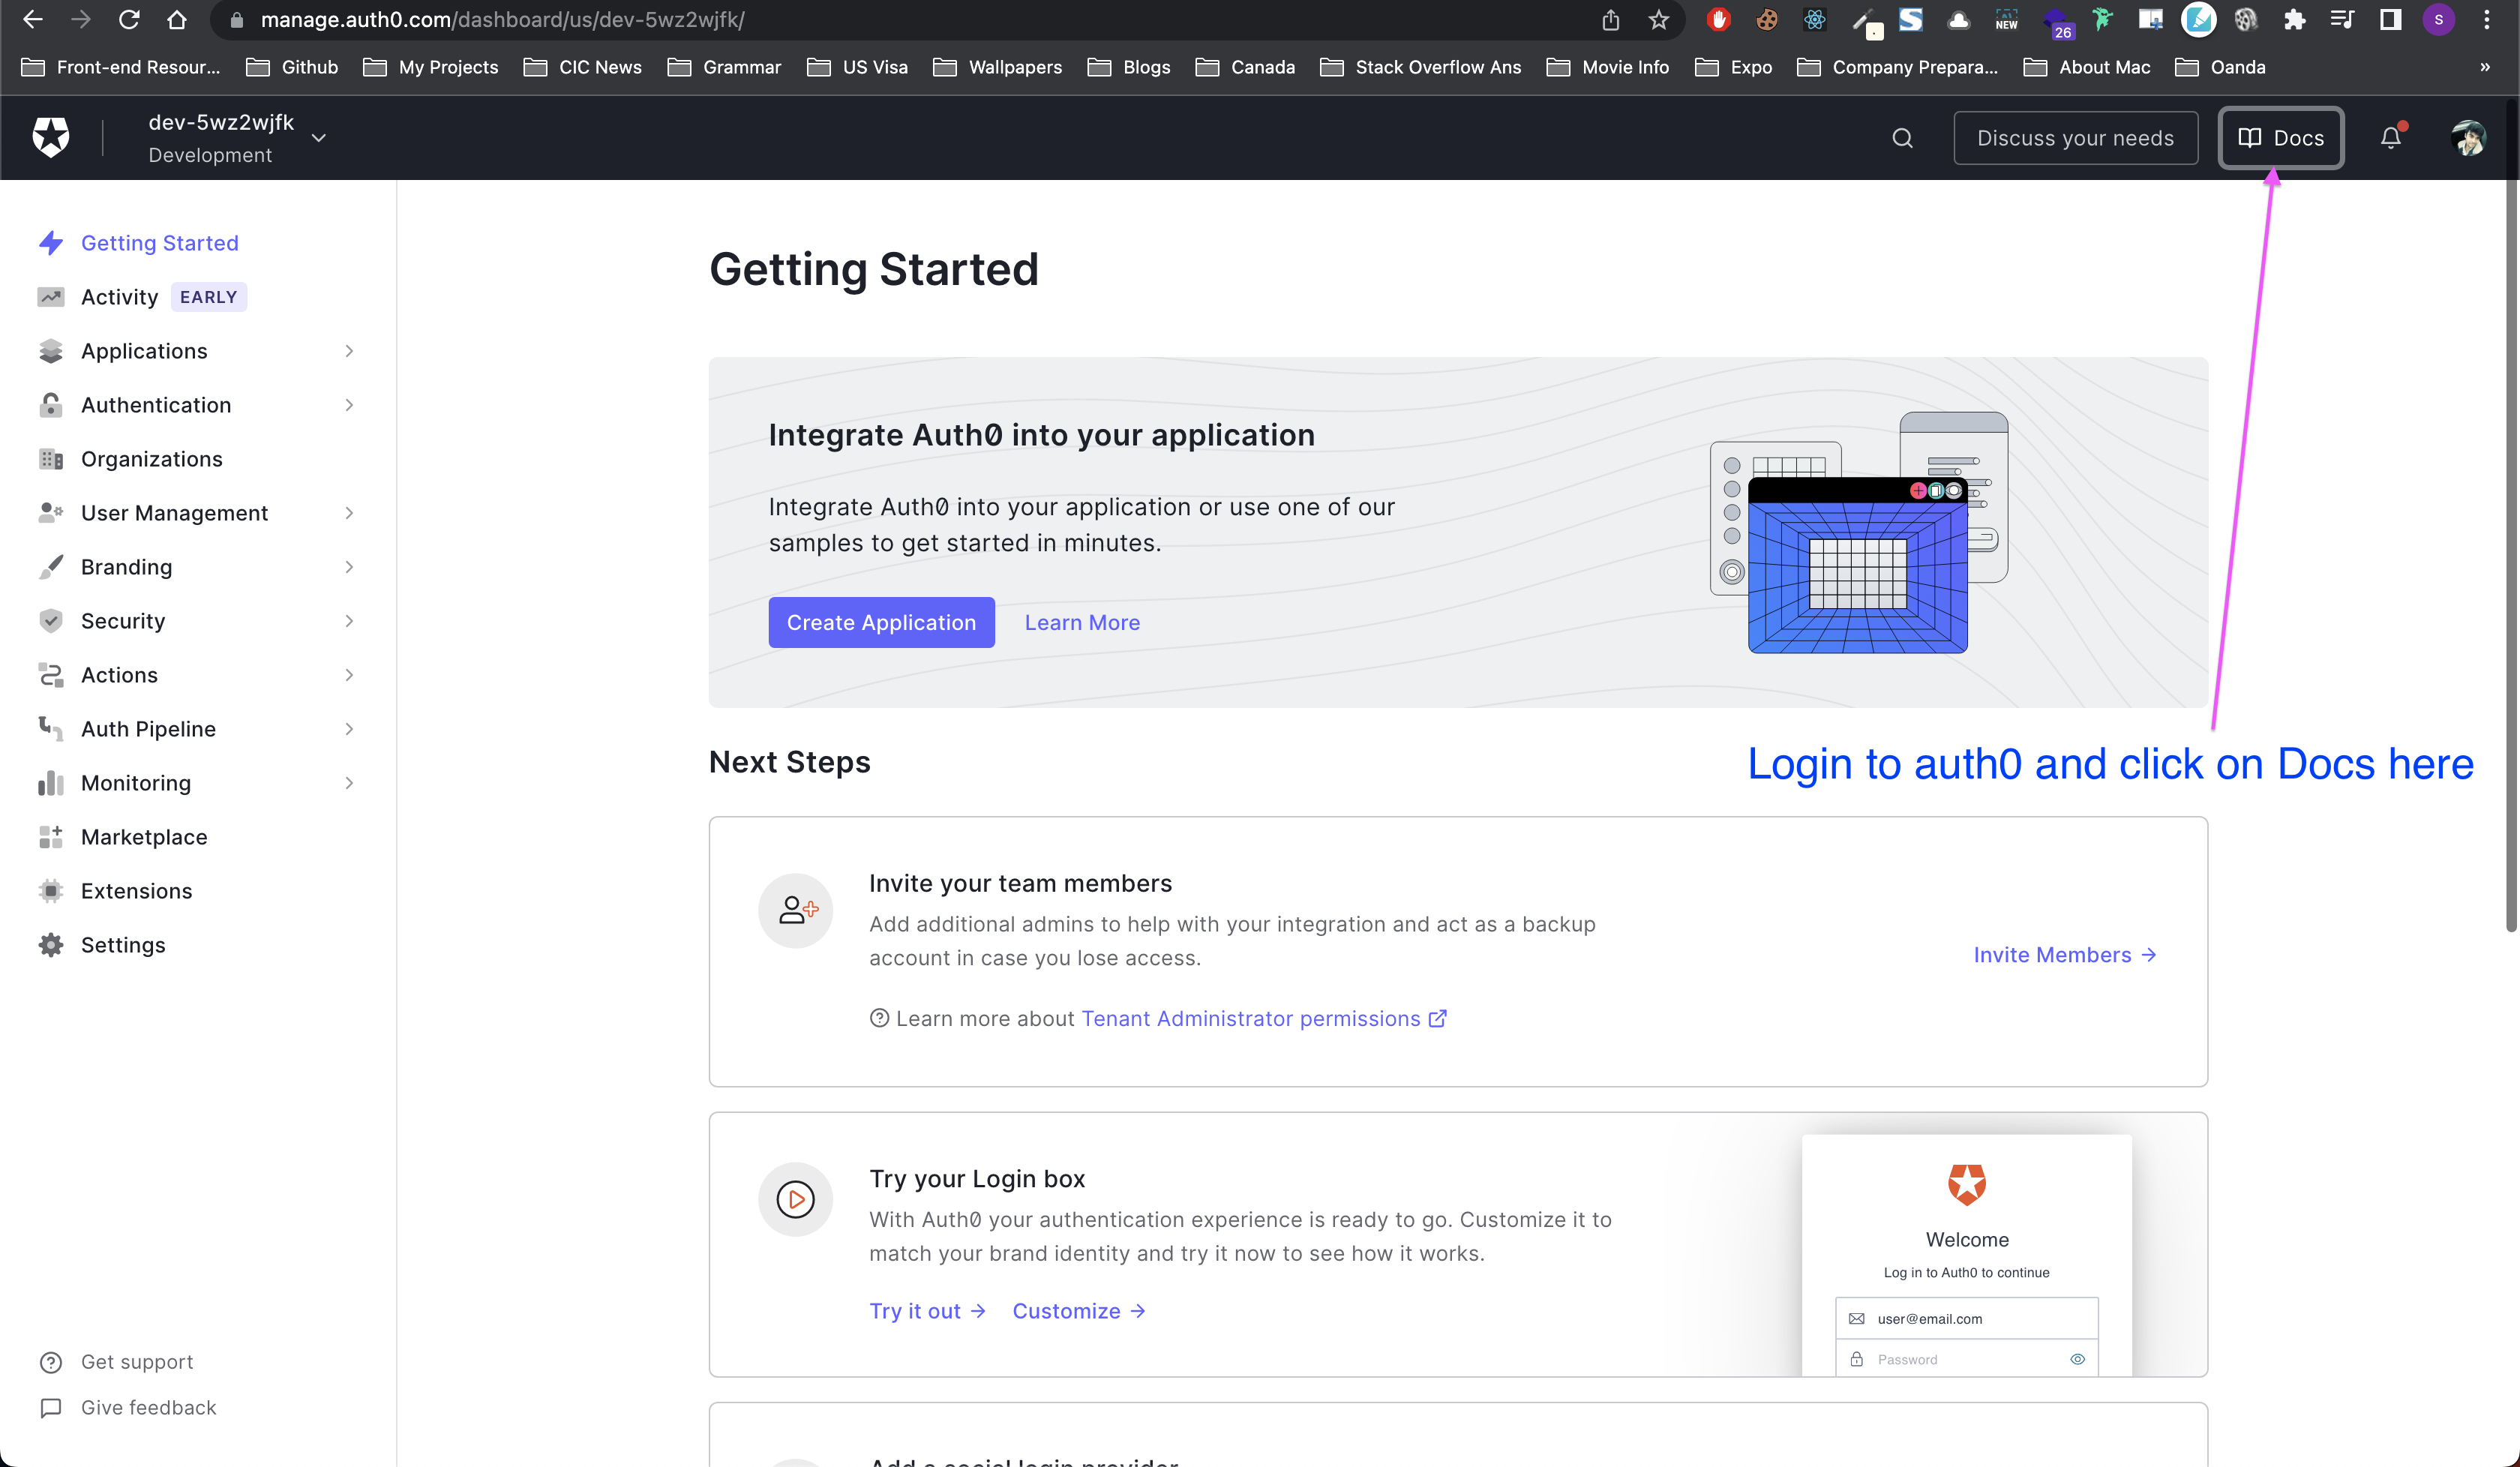 manage.auth0.com/dashboard/us/dev-5wz2wjfk/
NEW
26
S
Front-end Resour...
Github
My Projects
CIC News
Grammar
US Visa
Wallpapers
Blogs
Canada
Stack Overflow Ans
Movie Info
Expo
Company Prepara...
About Mac
Oanda
»
dev-5wz2wjfk
Development
Discuss your needs
Docs
Getting Started
Activity EARLY
Applications
Authentication
Organizations
User Management
Branding
Security
Actions
Auth Pipeline
Monitoring
Marketplace
Extensions
Settings
Get support
Give feedback
Getting Started
Integrate Auth0 into your application
Integrate Auth0 into your application or use one of our
samples to get started in minutes.
Create Application
Learn More
Login to auth0 and click on Docs here
Next Steps
Invite your team members
Add additional admins to help with your integration and act as a backup
account in case you lose access.
Invite Members →
Learn more about Tenant Administrator permissions
Try your Login box
With Auth0 your authentication experience is ready to go. Customize it to
match your brand identity and try it now to see how it works.
Try it out →
Customize →
Welcome
Log in to Auth0 to continue
user@email.com
Password
Add a social login provider